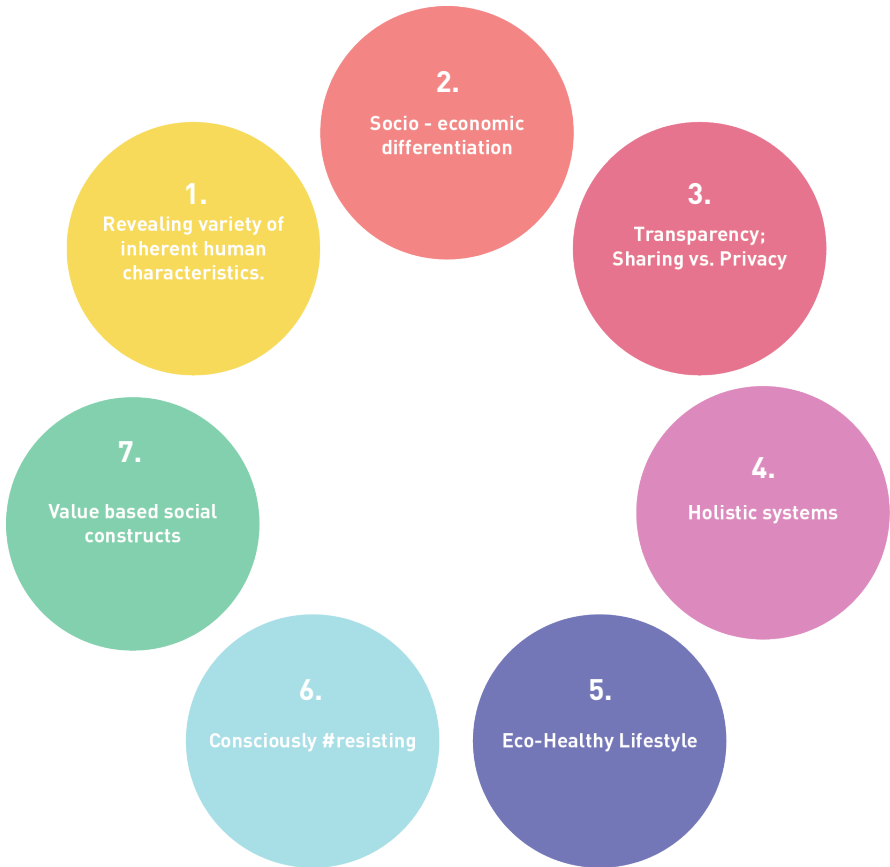 1.
Revealing variety of
inherent human
characteristics.
2.
Socio - economic
differentiation
3.
Transparency;
Sharing vs. Privacy
4.
Holistic systems
5.
Eco-Healthy Lifestyle
6.
Consciously #resisting
7.
Value based social
constructs